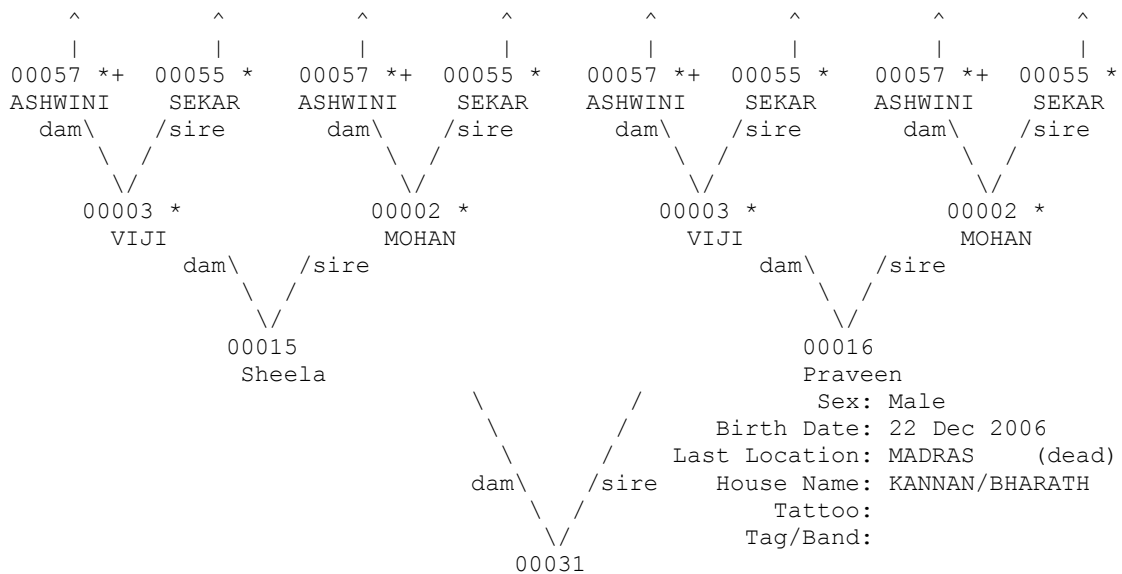 ^ ^ ^ ^ ^ ^ ^ ^
| | | | | | | |
00057 *+ 00055 * 00057 *+ 00055 * 00057 *+ 00055 * 00057 *+ 00055 *
ASHWINI SEKAR ASHWINI SEKAR ASHWINI SEKAR ASHWINI SEKAR
dam\ /sire dam\ /sire dam\ /sire dam\ /sire
\ / \ / \ / \ /
\/ \/ \/ \/
00003 * 00002 * 00003 * 00002 *
VIJI MOHAN VIJI MOHAN
dam\ /sire dam\ /sire
\ / \ /
\/ \/
00015 00016
Sheela Praveen
\ / Sex: Male
\ / Birth Date: 22 Dec 2006
\ / Last Location: MADRAS (dead)
dam\ /sire House Name: KANNAN/BHARATH
\ / Tattoo:
\/ Tag/Band:
00031